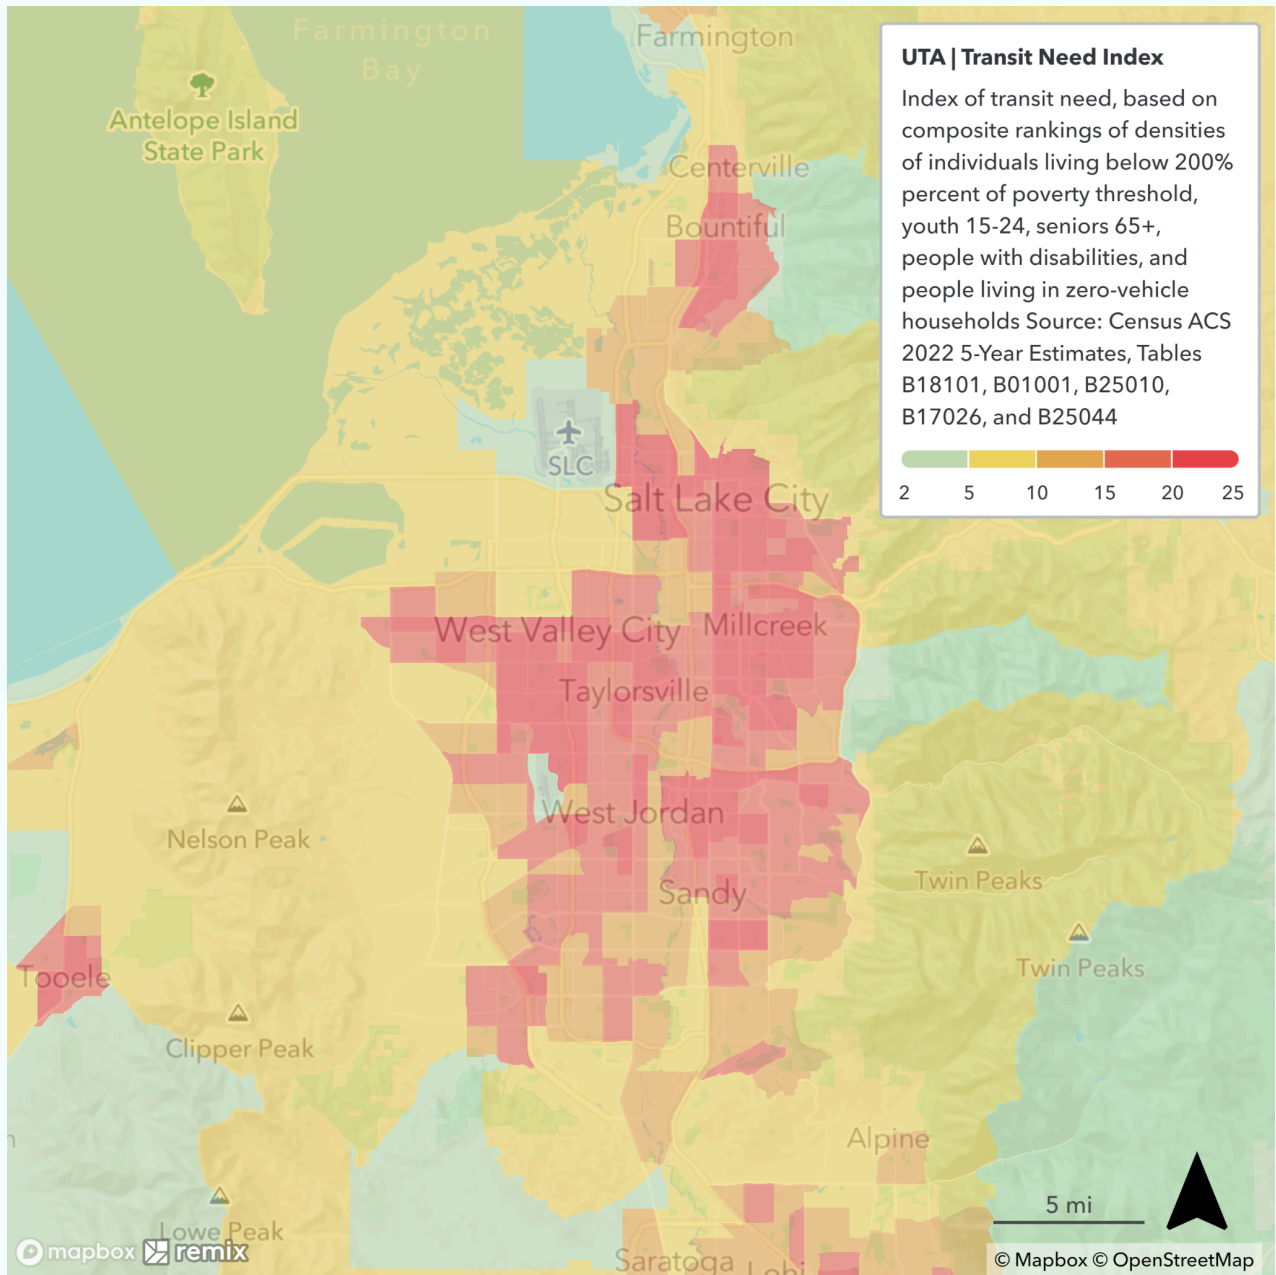 Farmington
Bay
Farmington
UTA | Transit Need Index
Index of transit need, based on
composite rankings of densities
of individuals living below 200%
percent of poverty threshold,
youth 15-24, seniors 65+,
people with disabilities, and
people living in zero-vehicle
households Source: Census ACS
2022 5-Year Estimates, Tables
B18101, B01001, B25010,
B17026, and B25044
2 5 10 15 20 25
Antelope Island
State Park
Centerville
Bountiful
SLC
Salt Lake City
West Valley City
Millcreek
Taylorsville
Nelson Peak
West Jordan
Twin Peaks
Sandy
Twin Peaks
Tooele
Clipper Peak
Alpine
Lowe Peak
5 mi
mapbox
remix
Saratoga
Lehi
© Mapbox © OpenStreetMap